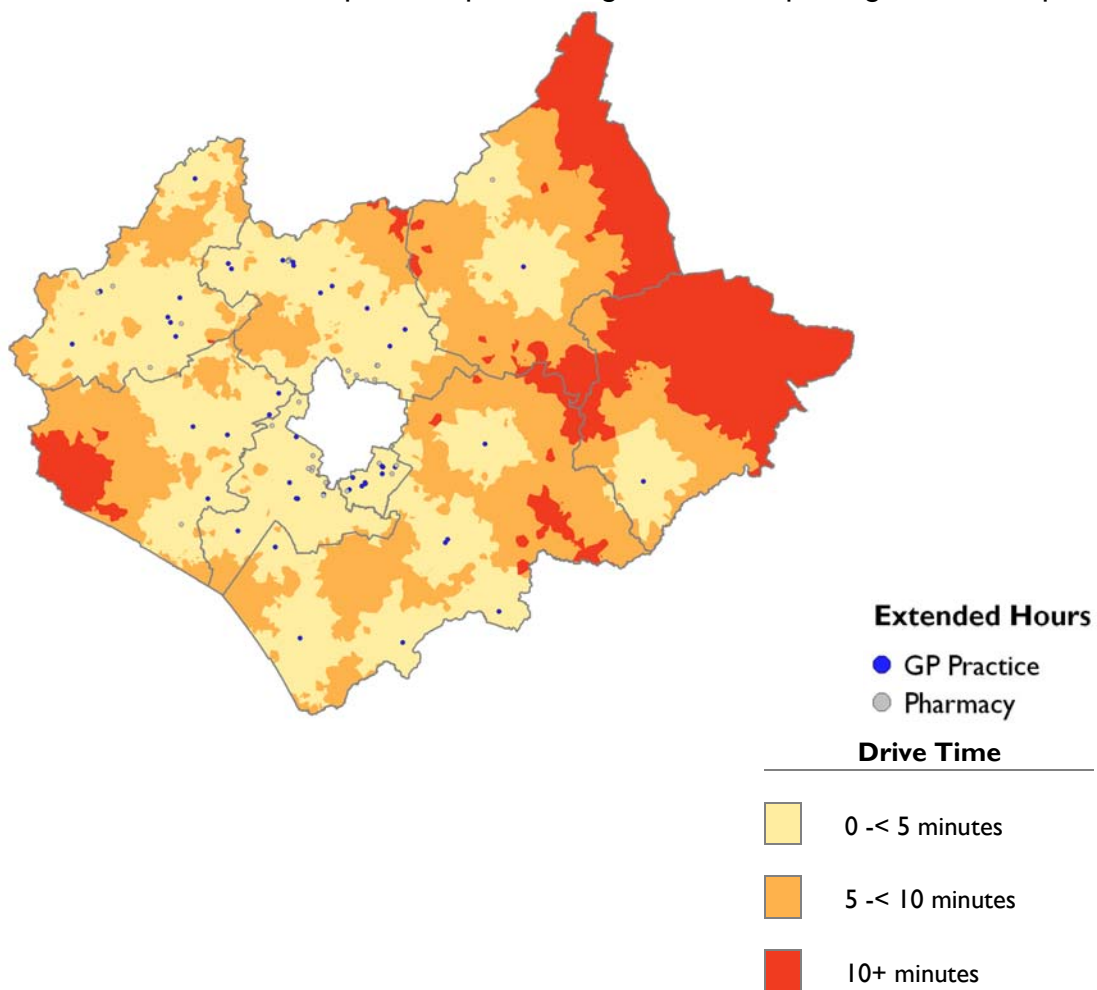 Extended Hours
GP Practice
Pharmacy
Drive Time
0 -< 5 minutes
5 -< 10 minutes
10+ minutes